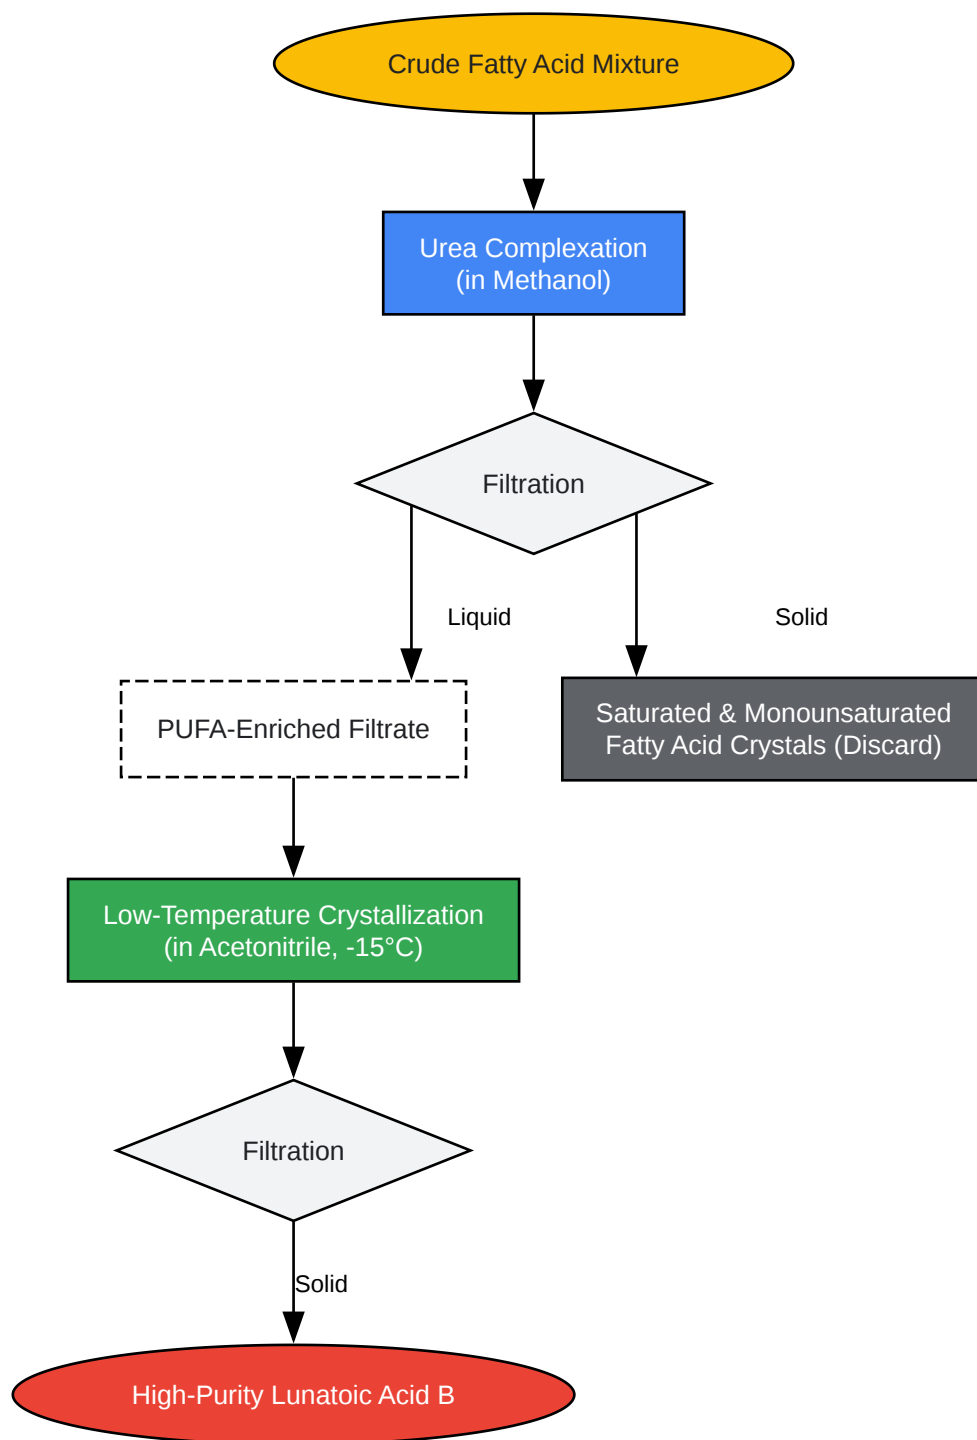 Crude Fatty Acid Mixture
Urea Complexation
(in Methanol)
Filtration
Liquid
Solid
PUFA-Enriched Filtrate
Saturated & Monounsaturated
Fatty Acid Crystals (Discard)
Low-Temperature Crystallization
(in Acetonitrile, -15°C)
Filtration
Solid
High-Purity Lunatoic Acid B